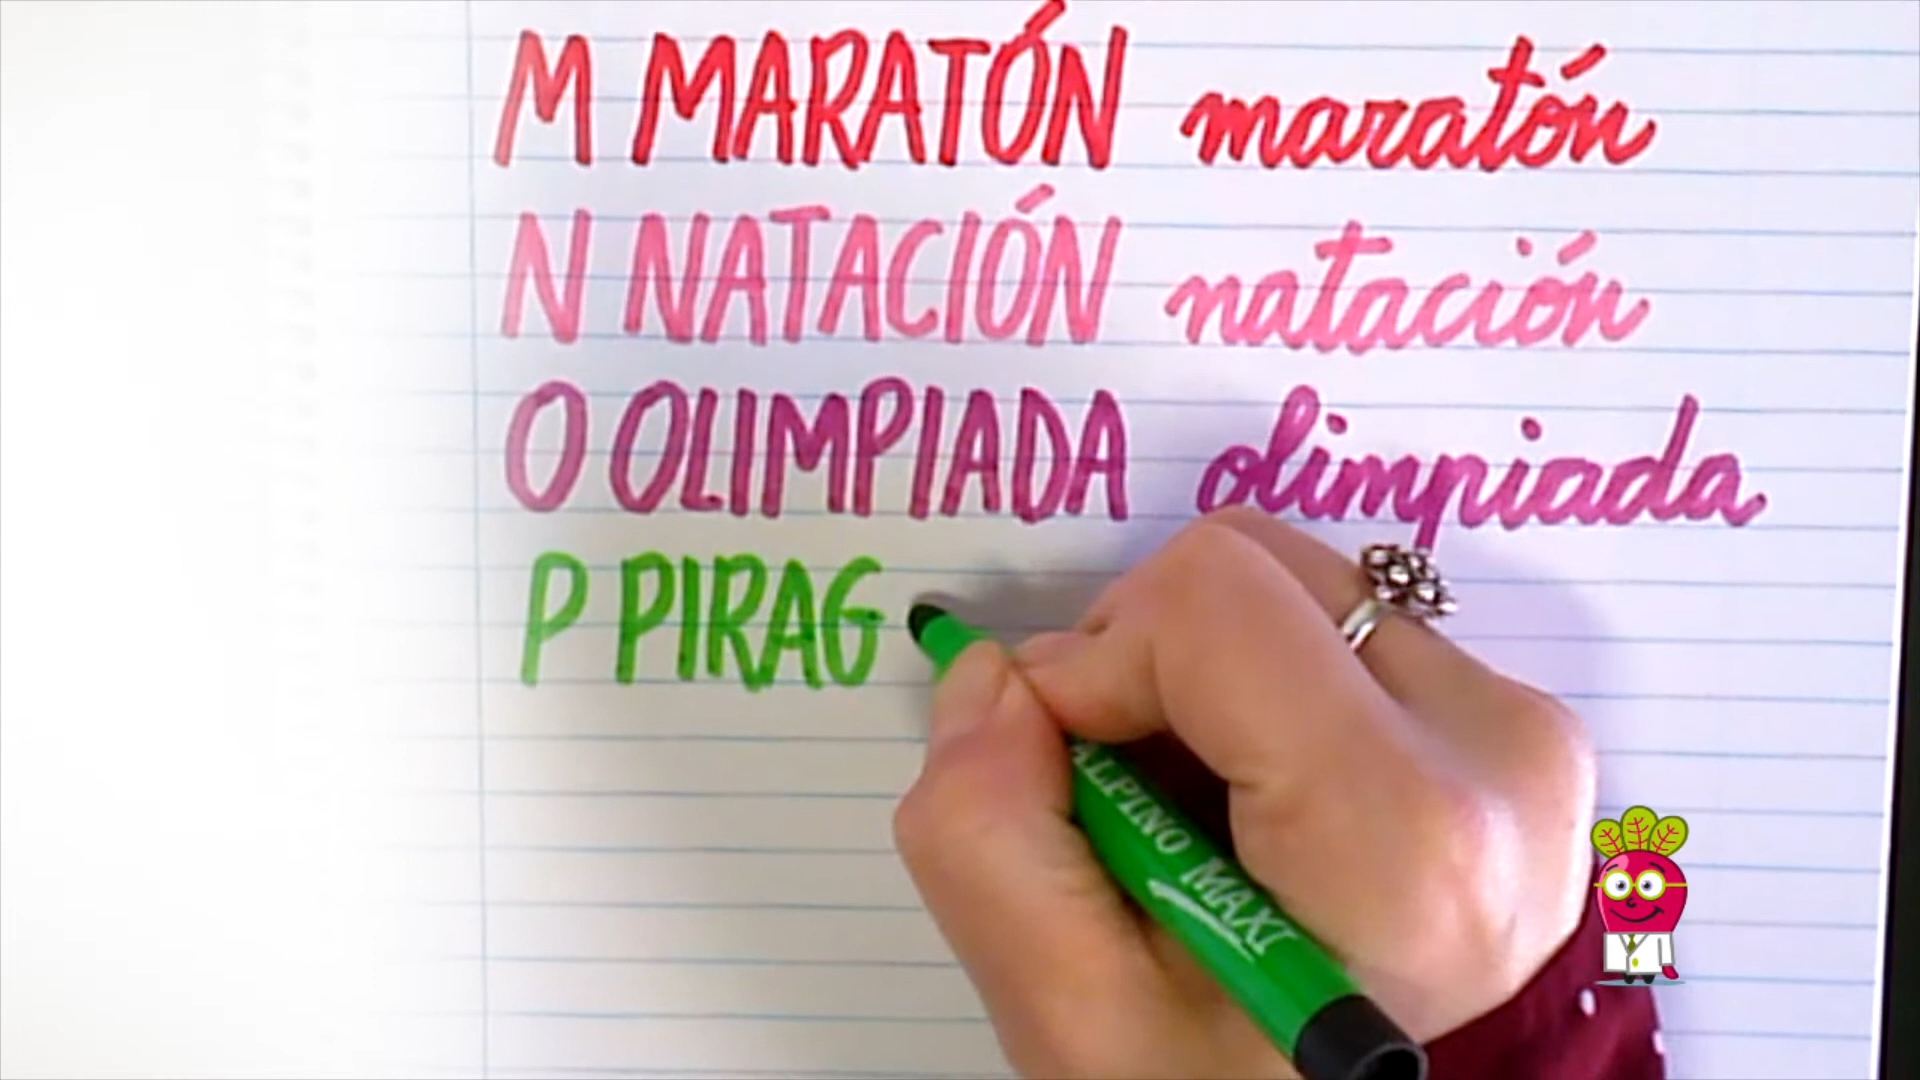 M MARATÓN maratón
N NATACIÓN natación
O OLIMPIADA olimpiada
P PIRAG
ALPINO MAXI